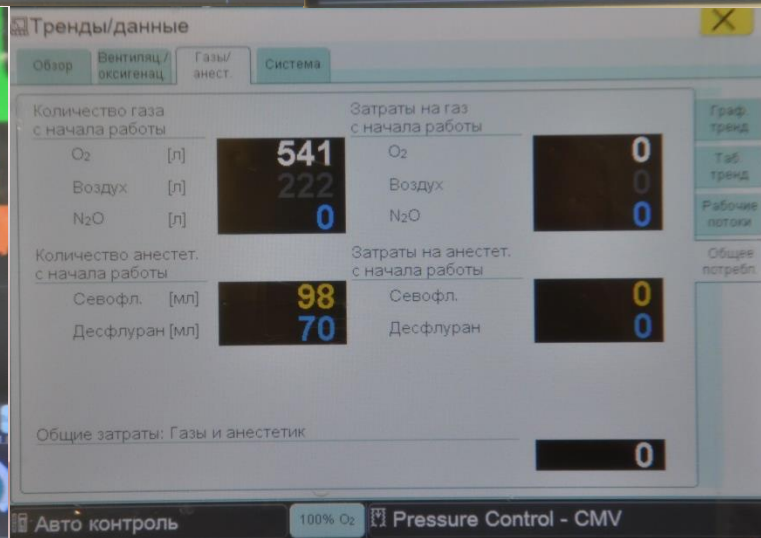 Тренды/данные
Обзор
Вентиляц./
оксигенац.
Газы/
анест.
Система
Количество газа
с начала работы
O₂ [л] 541
Воздух [л] 222
N₂O [л] 0
Затраты на газ
с начала работы
O₂ 0
Воздух 0
N₂O 0
Количество анестет.
с начала работы
Севофл. [мл] 98
Десфлуран [мл] 70
Затраты на анестет.
с начала работы
Севофл. 0
Десфлуран 0
Общие затраты: Газы и анестетик
0
Граф.
тренд
Таб.
тренд
Рабочие
потоки
Общее
потребл.
Авто контроль
100% O₂
Pressure Control - CMV